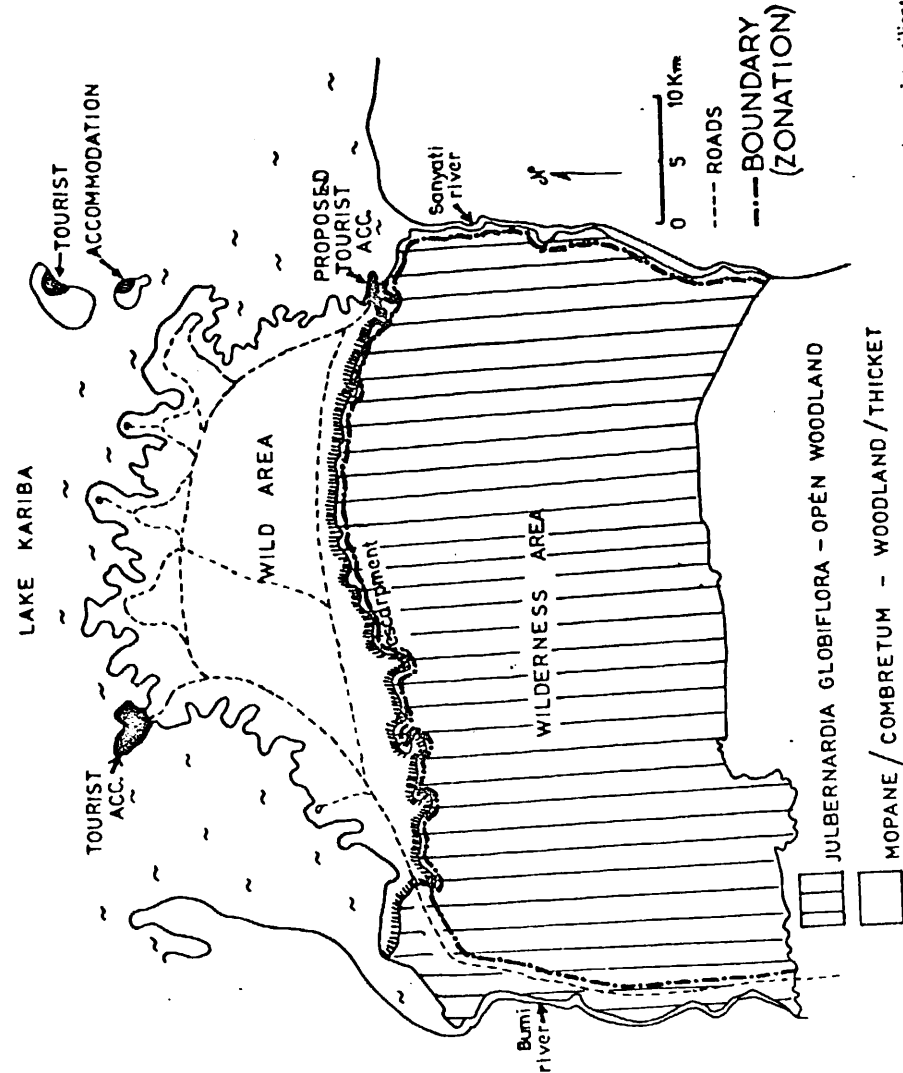 LAKE KARIBA
TOURIST
ACCOMMODATION
TOURIST
ACC.
PROPOSED
TOURIST
ACC.
WILD AREA
Sanyati
river
escarpment
N
WILDERNESS AREA
Bumi
river
0 5 10Km
---- ROADS
BOUNDARY
(ZONATION)
JULBERNARDIA GLOBIFLORA - OPEN WOODLAND
MOPANE / COMBRETUM - WOODLAND / THICKET